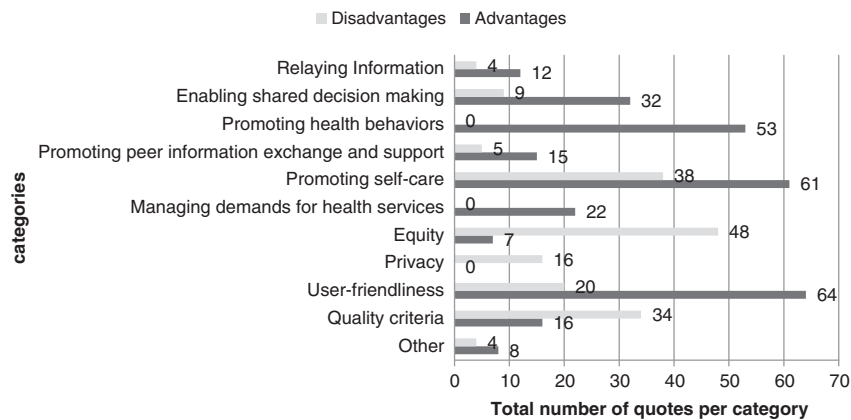 Disadvantages Advantages
Relaying Information 4 12
Enabling shared decision making 9 32
Promoting health behaviors 0 53
Promoting peer information exchange and support 5 15
Promoting self-care 38 61
Managing demands for health services 0 22
Equity 48 7
Privacy 16 0
User-friendliness 20 64
Quality criteria 34 16
Other 4 8
categories
0 10 20 30 40 50 60 70
Total number of quotes per category